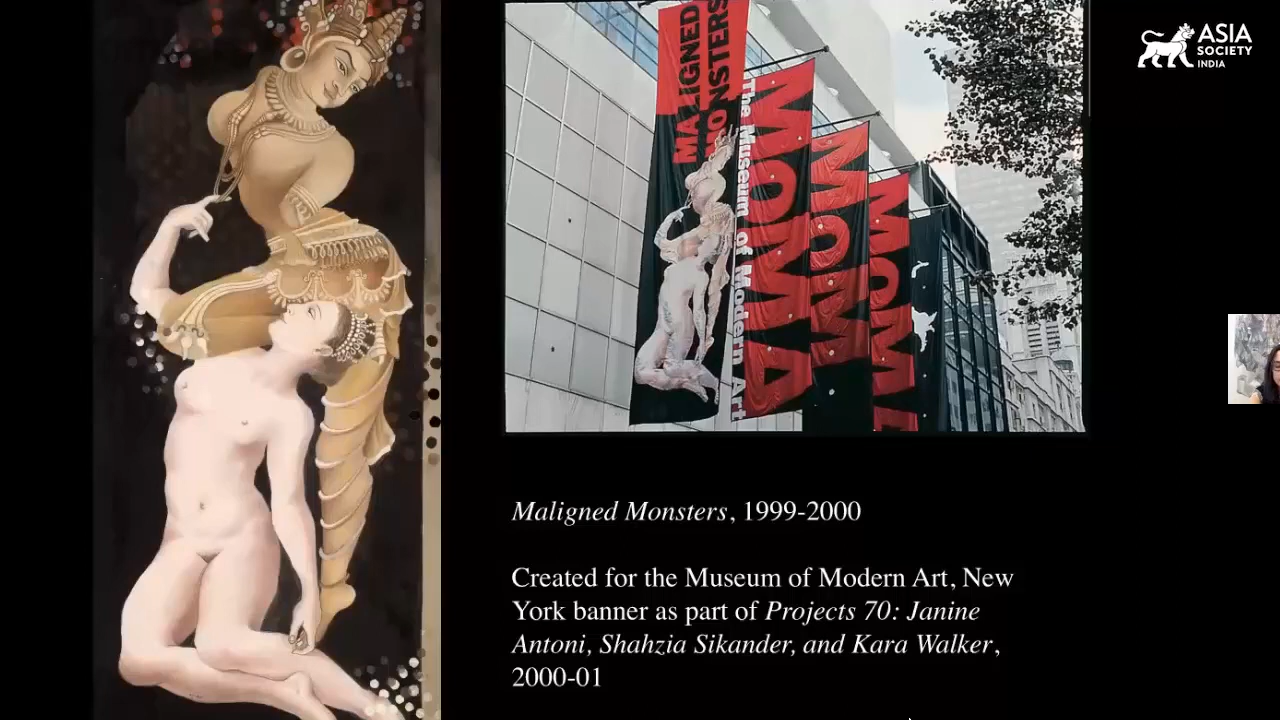 MALIGNED
MONSTERS
The Museum of Modern Art
MOMA
MOMA
MOMA
ASIA
SOCIETY
INDIA
Maligned Monsters, 1999-2000
Created for the Museum of Modern Art, New
York banner as part of Projects 70: Janine
Antoni, Shahzia Sikander, and Kara Walker,
2000-01